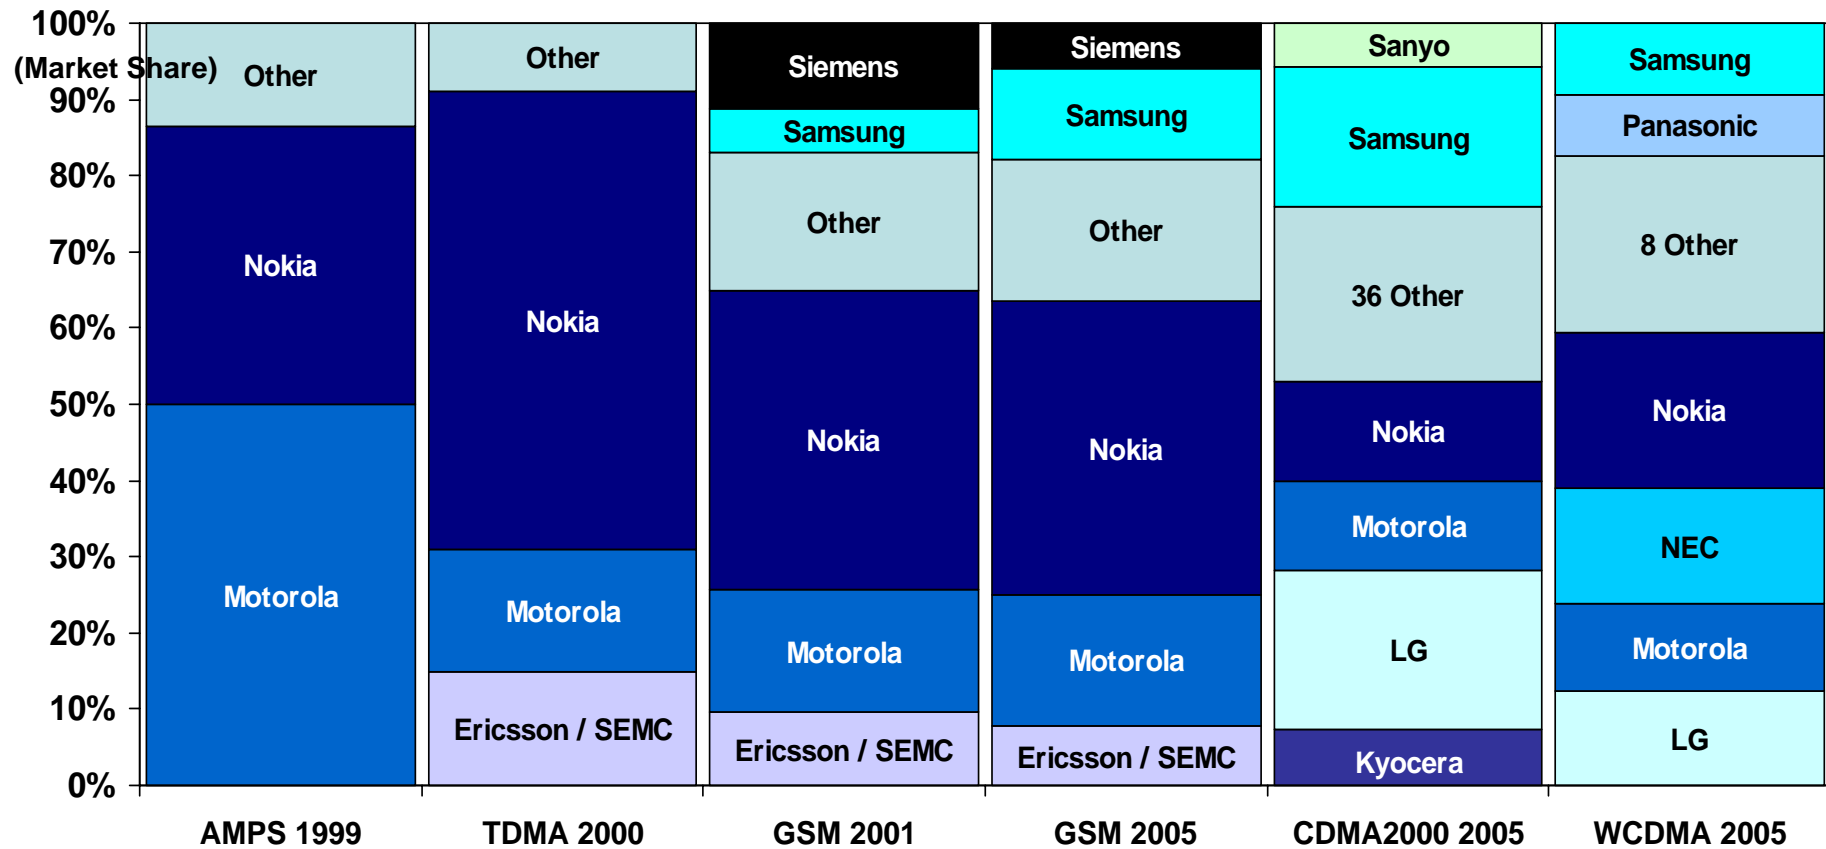 100%
(Market Share)
90%
80%
70%
60%
50%
40%
30%
20%
10%
0%
Other
Nokia
Motorola
Other
Nokia
Motorola
Ericsson / SEMC
Siemens
Samsung
Other
Nokia
Motorola
Ericsson / SEMC
Siemens
Samsung
Other
Nokia
Motorola
Ericsson / SEMC
Sanyo
Samsung
36 Other
Nokia
Motorola
LG
Kyocera
Samsung
Panasonic
8 Other
Nokia
NEC
Motorola
LG
AMPS 1999
TDMA 2000
GSM 2001
GSM 2005
CDMA2000 2005
WCDMA 2005